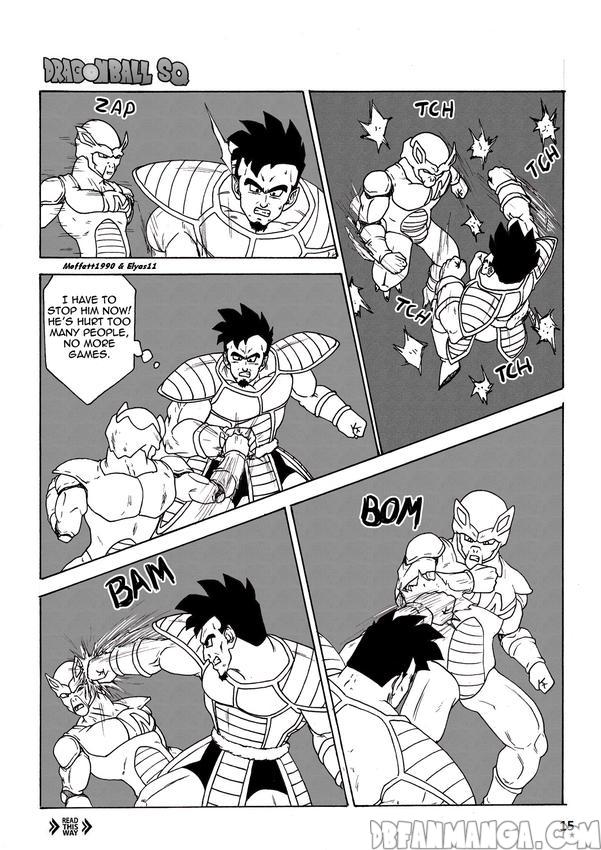 DRAGONBALL SQ
ZAP
Moffett1990 & Elyas11
TCH
TCH
TCH
TCH
I HAVE TO
STOP HIM NOW!
HE'S HURT TOO
MANY PEOPLE,
NO MORE
GAMES.
BAM
BOM
READ
THIS
WAY
15
DBFANMANGA.COM